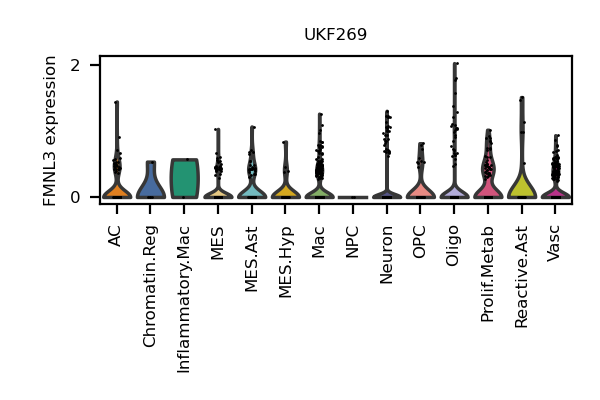 UKF269
FMNL3 expression
2
0
AC
Chromatin.Reg
Inflammatory.Mac
MES
MES.Ast
MES.Hyp
Mac
NPC
Neuron
OPC
Oligo
Prolif.Metab
Reactive.Ast
Vasc